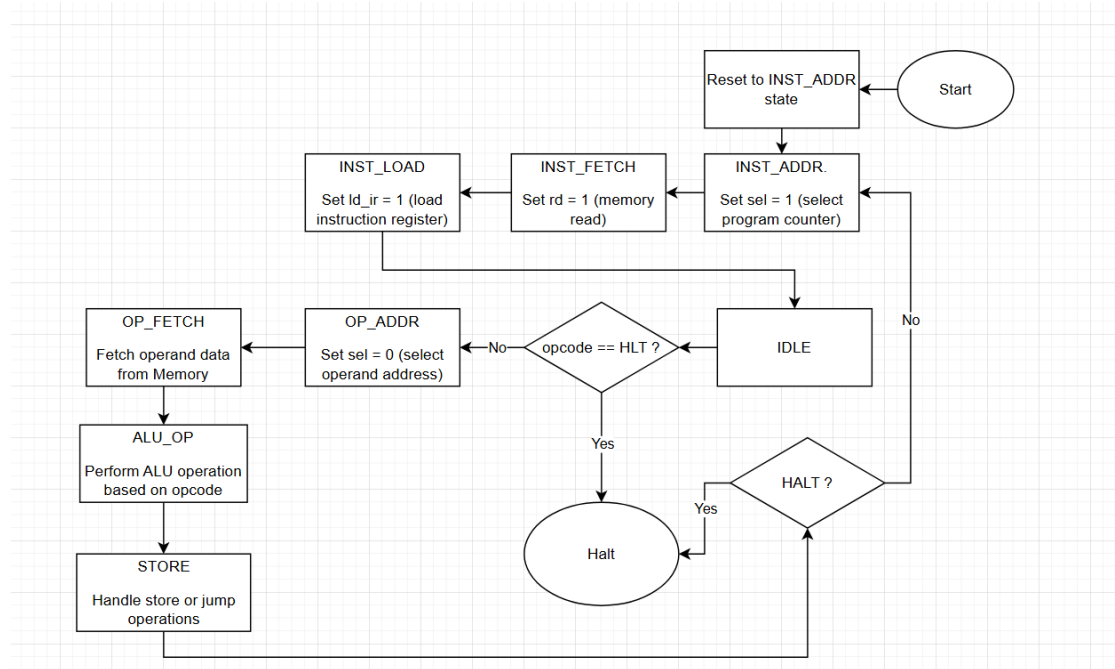 Start
Reset to INST_ADDR
state
INST_ADDR.
Set sel = 1 (select
program counter)
INST_FETCH
Set rd = 1 (memory
read)
INST_LOAD
Set ld_ir = 1 (load
instruction register)
IDLE
opcode == HLT ?
No
Yes
OP_ADDR
Set sel = 0 (select
operand address)
OP_FETCH
Fetch operand data
from Memory
ALU_OP
Perform ALU operation
based on opcode
STORE
Handle store or jump
operations
HALT ?
No
Yes
Halt